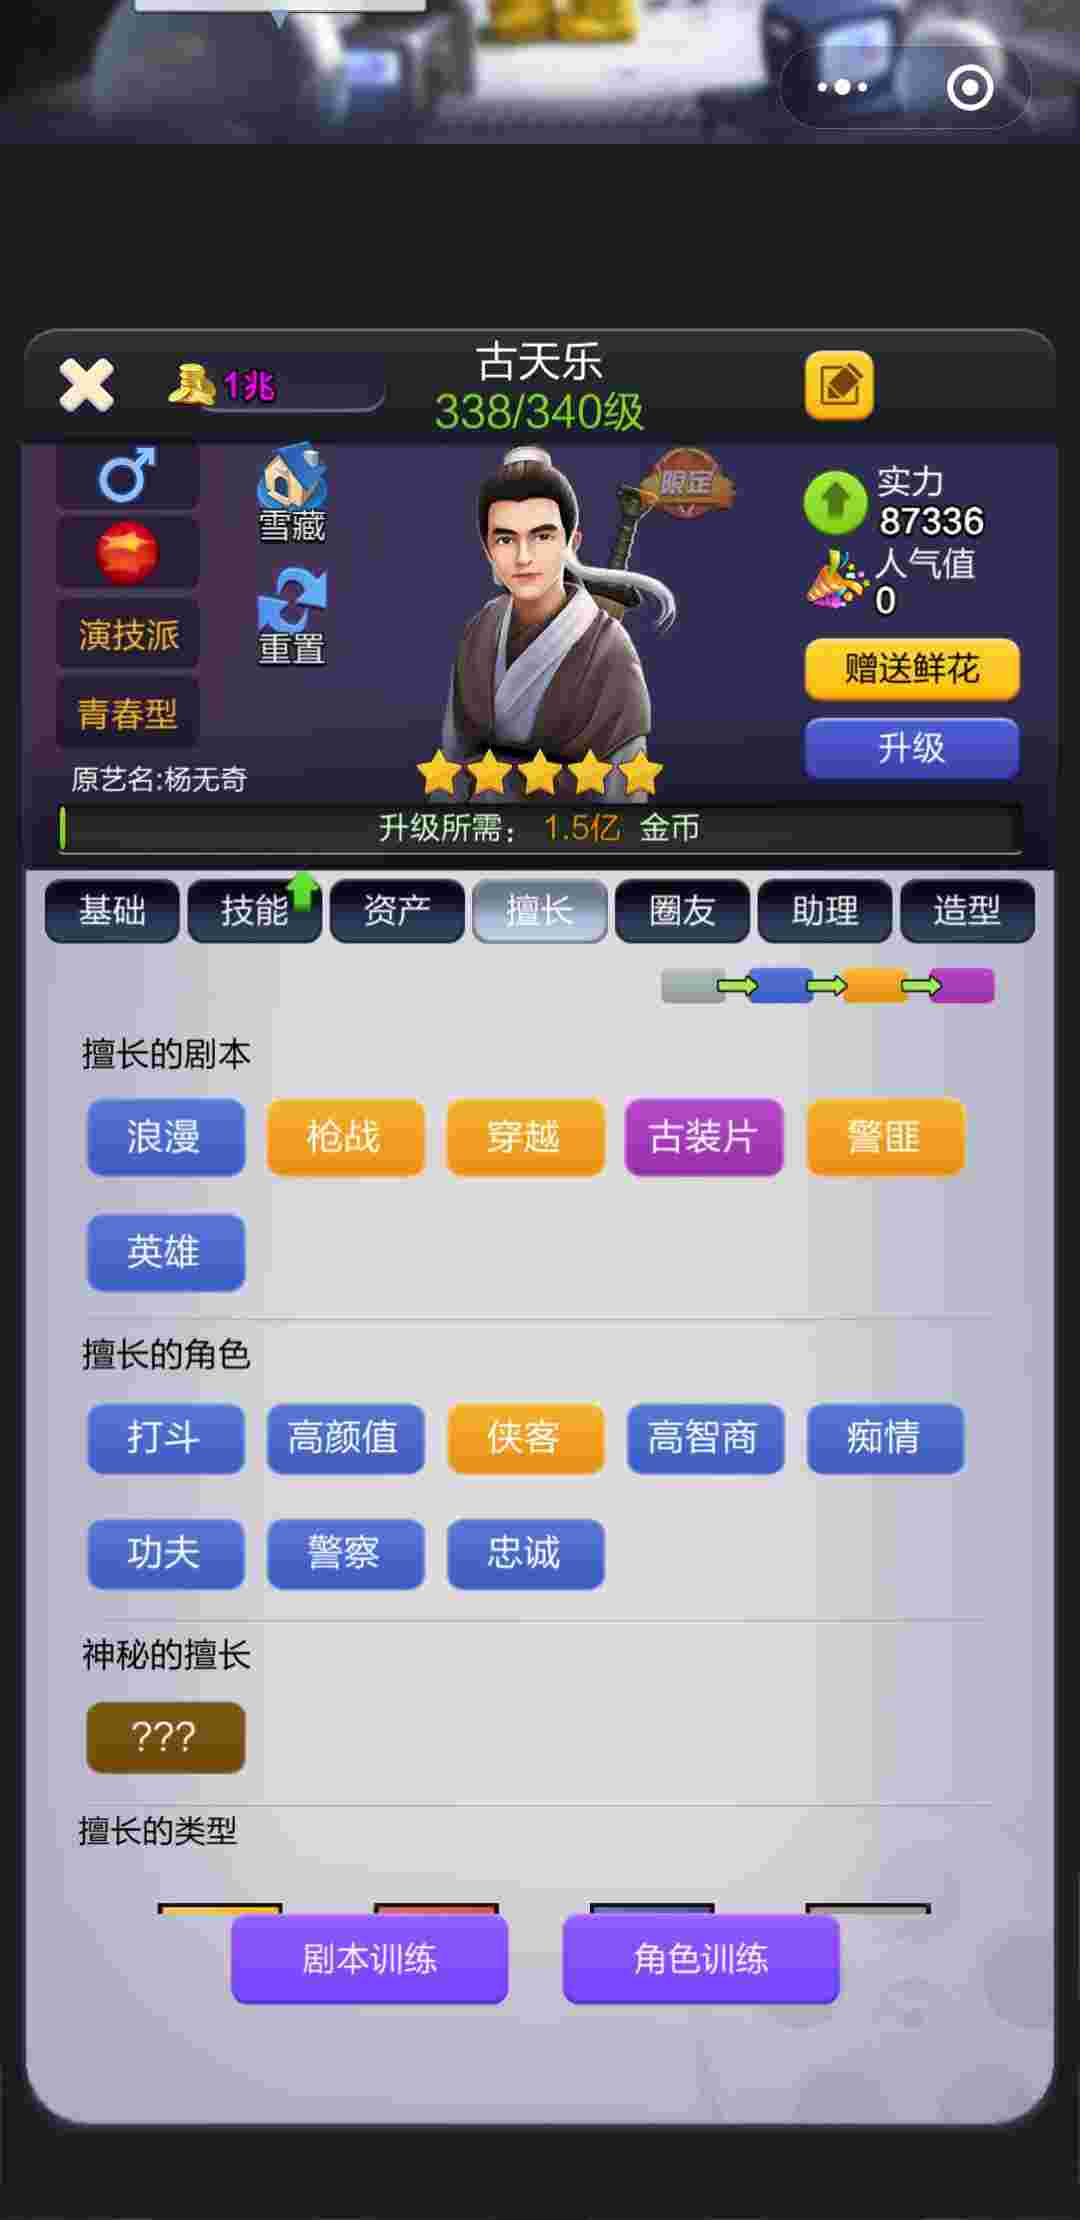 古天乐
1兆
338/340级
限定
雪藏
实力
87336
人气值
0
演技派
重置
赠送鲜花
青春型
升级
原艺名:杨无奇
升级所需： 1.5亿 金币
基础 技能 资产 擅长 圈友 助理 造型
擅长的剧本
浪漫 枪战 穿越 古装片 警匪
英雄
擅长的角色
打斗 高颜值 侠客 高智商 痴情
功夫 警察 忠诚
神秘的擅长
???
擅长的类型
剧本训练 角色训练